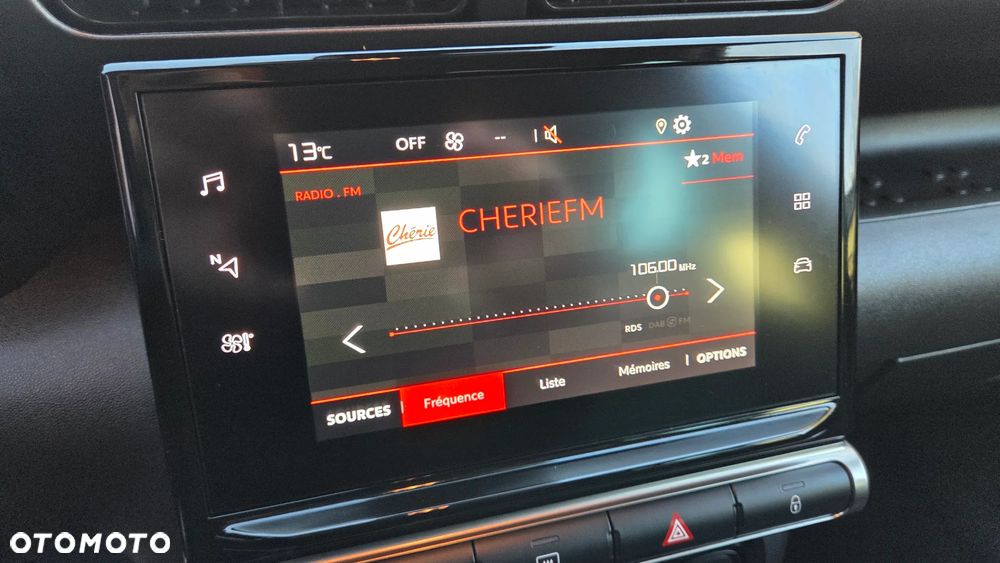 13°C OFF --
2 Mem
RADIO . FM
Chérie
CHERIEFM
N
106.00 MHz
RDS DAB FM
SOURCES Fréquence Liste Mémoires OPTIONS
OTOMOTO